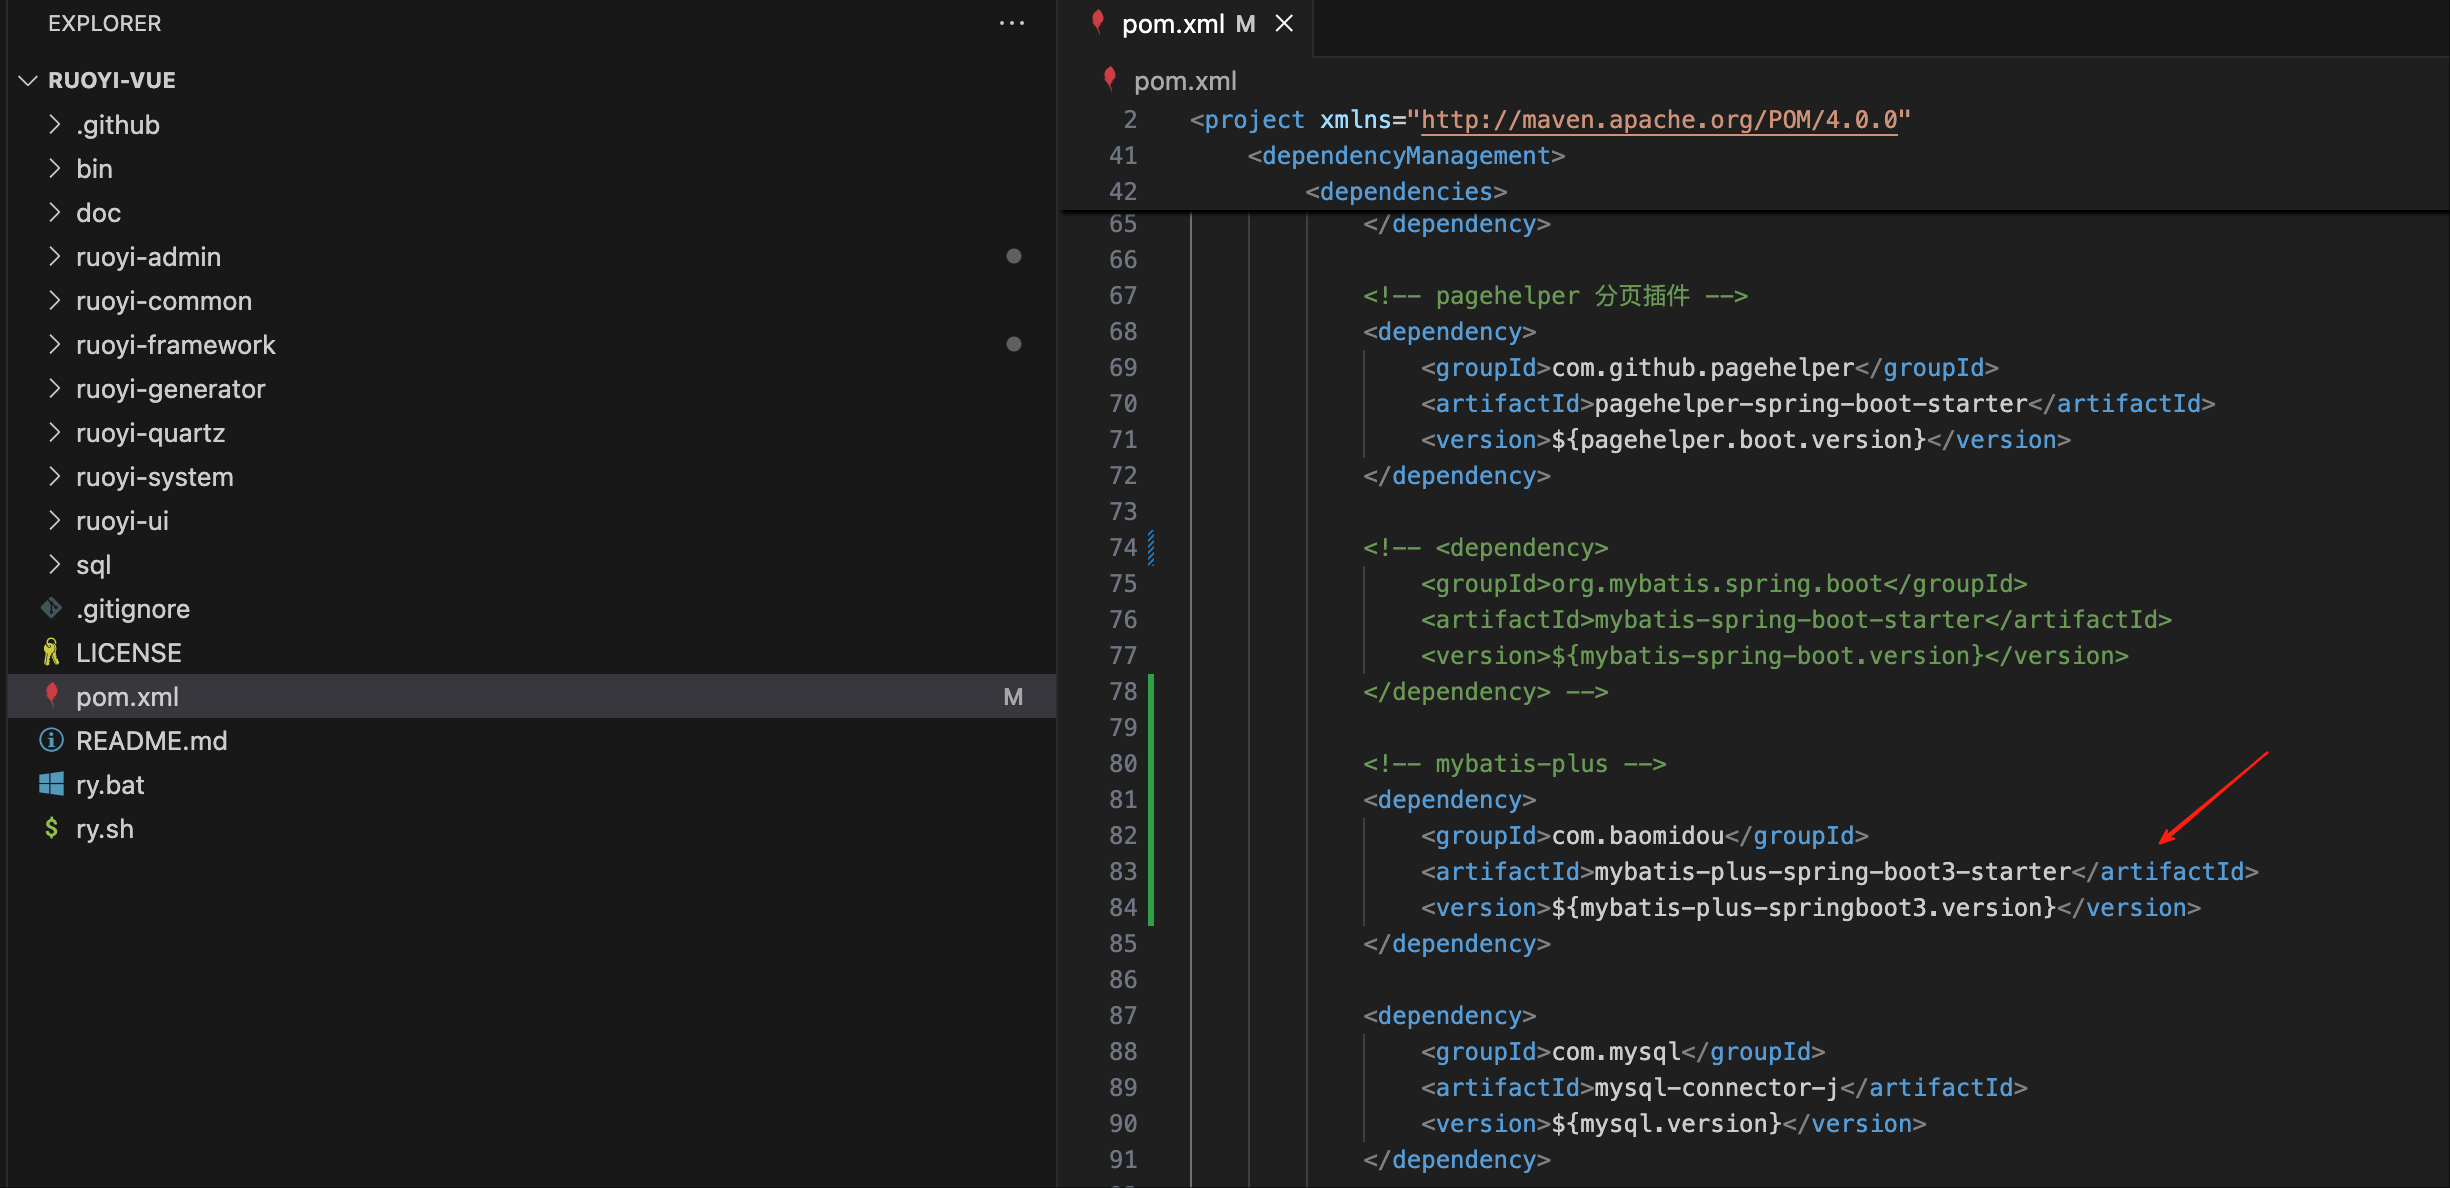 EXPLORER
RUOYI-VUE
.github
bin
doc
ruoyi-admin
ruoyi-common
ruoyi-framework
ruoyi-generator
ruoyi-quartz
ruoyi-system
ruoyi-ui
sql
.gitignore
LICENSE
pom.xml M
README.md
ry.bat
ry.sh
pom.xml M
pom.xml
2 <project xmlns="http://maven.apache.org/POM/4.0.0"
41 <dependencyManagement>
42 <dependencies>
65 </dependency>
66
67 <!-- pagehelper 分页插件 -->
68 <dependency>
69 <groupId>com.github.pagehelper</groupId>
70 <artifactId>pagehelper-spring-boot-starter</artifactId>
71 <version>${pagehelper.boot.version}</version>
72 </dependency>
73
74 <!-- <dependency>
75 <groupId>org.mybatis.spring.boot</groupId>
76 <artifactId>mybatis-spring-boot-starter</artifactId>
77 <version>${mybatis-spring-boot.version}</version>
78 </dependency> -->
79
80 <!-- mybatis-plus -->
81 <dependency>
82 <groupId>com.baomidou</groupId>
83 <artifactId>mybatis-plus-spring-boot3-starter</artifactId>
84 <version>${mybatis-plus-springboot3.version}</version>
85 </dependency>
86
87 <dependency>
88 <groupId>com.mysql</groupId>
89 <artifactId>mysql-connector-j</artifactId>
90 <version>${mysql.version}</version>
91 </dependency>